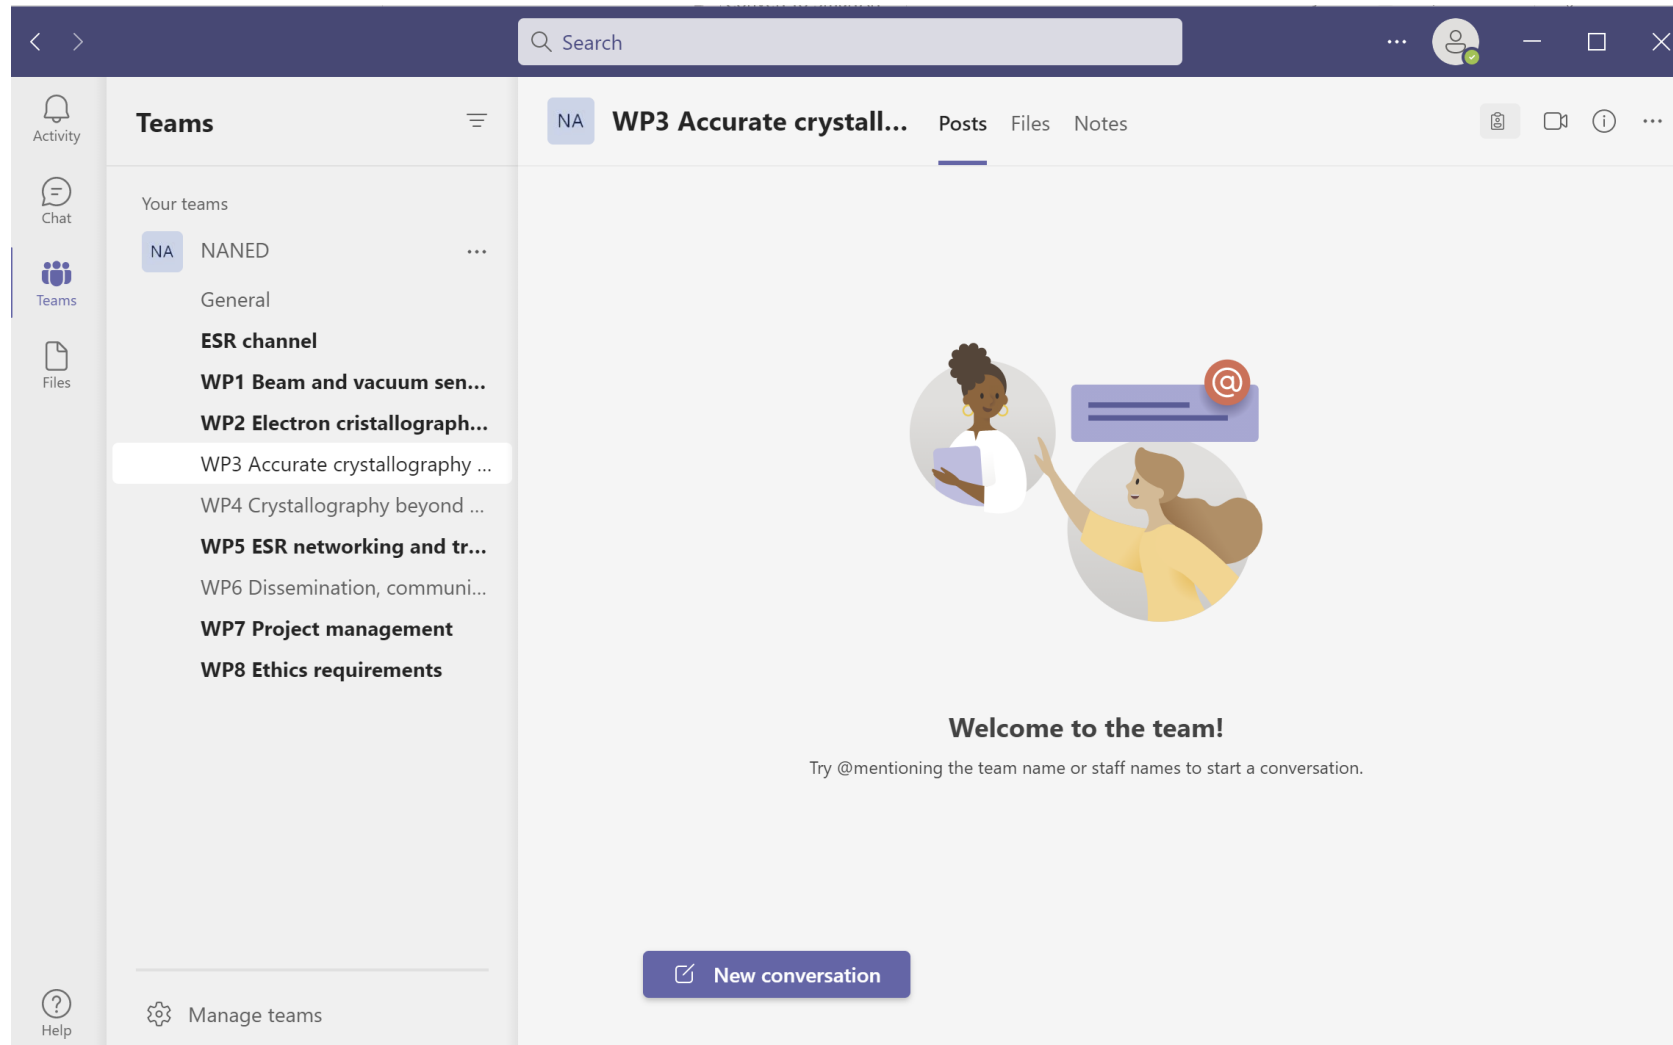 Search
Activity
Chat
Teams
Files
Help
Teams
Your teams
NA NANED ...
General
ESR channel
WP1 Beam and vacuum sen...
WP2 Electron cristallograph...
WP3 Accurate crystallography ...
WP4 Crystallography beyond ...
WP5 ESR networking and tr...
WP6 Dissemination, communi...
WP7 Project management
WP8 Ethics requirements
Manage teams
NA WP3 Accurate crystall... Posts Files Notes
@
Welcome to the team!
Try @mentioning the team name or staff names to start a conversation.
New conversation